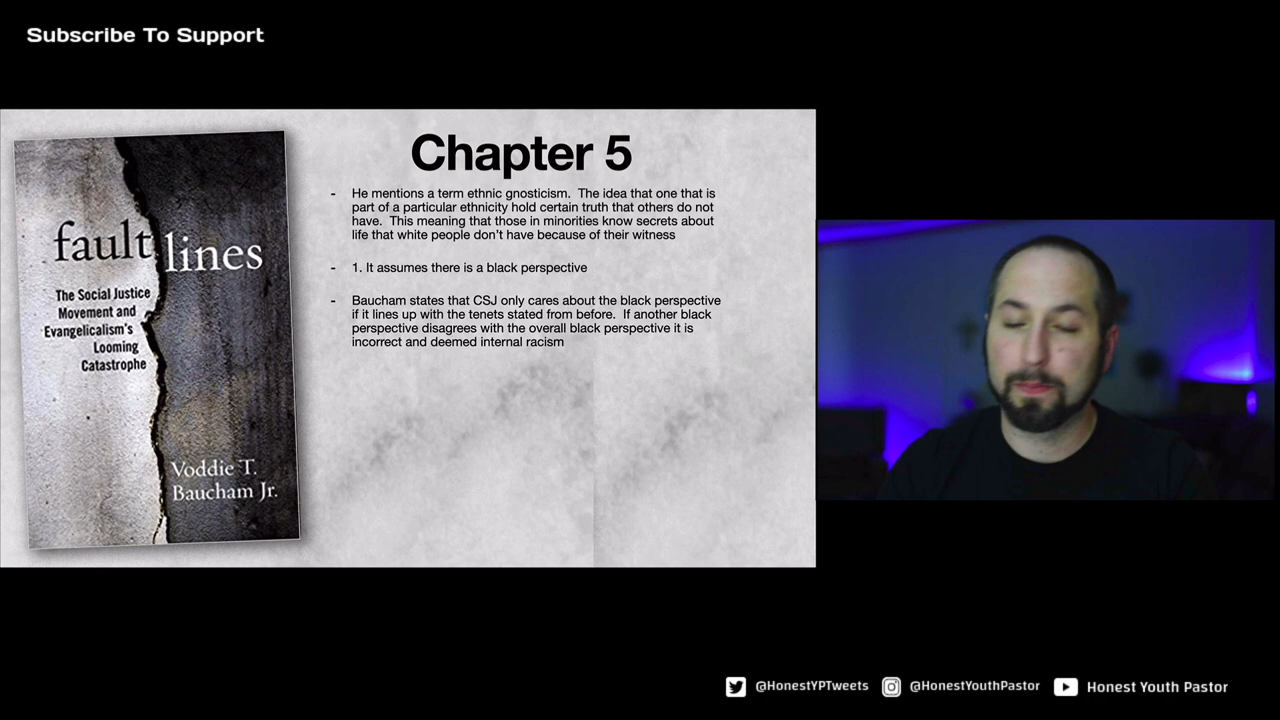 Subscribe To Support
Chapter 5
- He mentions a term ethnic gnosticism. The idea that one that is
part of a particular ethnicity hold certain truth that others do not
have. This meaning that those in minorities know secrets about
life that white people don't have because of their witness
- 1. It assumes there is a black perspective
- Baucham states that CSJ only cares about the black perspective
if it lines up with the tenets stated from before. If another black
perspective disagrees with the overall black perspective it is
incorrect and deemed internal racism
fault lines
The Social Justice
Movement and
Evangelicalism's
Looming
Catastrophe
Voddie T.
Baucham Jr.
@HonestYPTweets @HonestYouthPastor Honest Youth Pastor